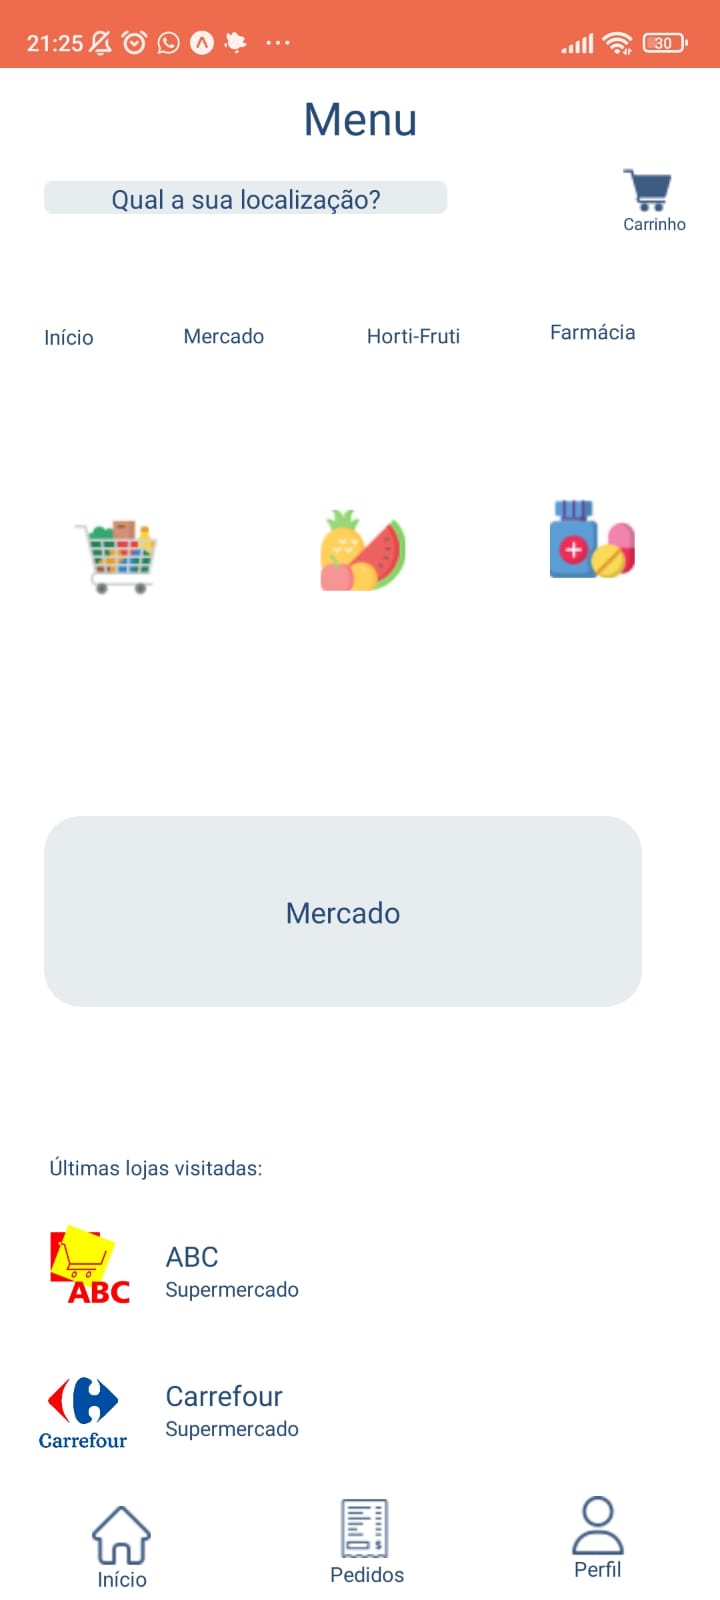 21:25
30
Menu
Qual a sua localização?
Carrinho
Início
Mercado
Horti-Fruti
Farmácia
Mercado
Últimas lojas visitadas:
ABC
ABC
Supermercado
Carrefour
Carrefour
Supermercado
Início
Pedidos
Perfil